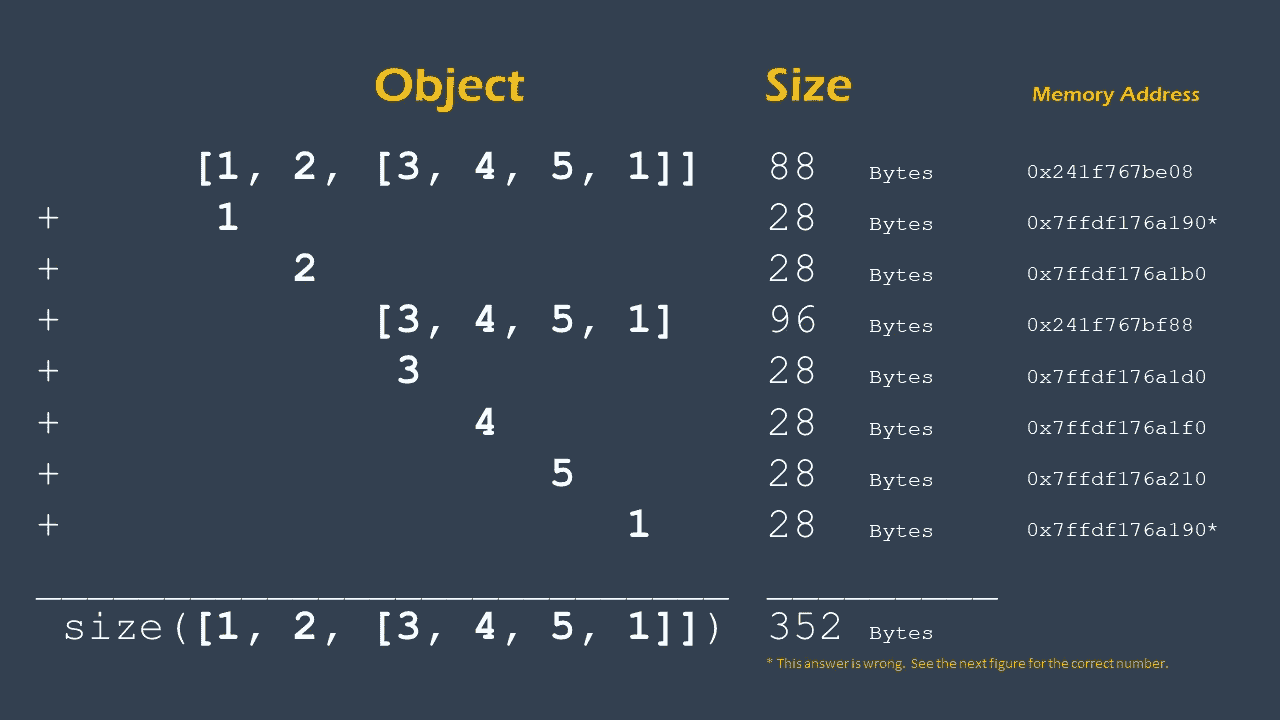 Object Size Memory Address
[1, 2, [3, 4, 5, 1]] 88 Bytes 0x241f767be08
+ 1 28 Bytes 0x7ffdf176a190*
+ 2 28 Bytes 0x7ffdf176a1b0
+ [3, 4, 5, 1] 96 Bytes 0x241f767bf88
+ 3 28 Bytes 0x7ffdf176a1d0
+ 4 28 Bytes 0x7ffdf176a1f0
+ 5 28 Bytes 0x7ffdf176a210
+ 1 28 Bytes 0x7ffdf176a190*
size([1, 2, [3, 4, 5, 1]]) 352 Bytes
* This answer is wrong. See the next figure for the correct number.